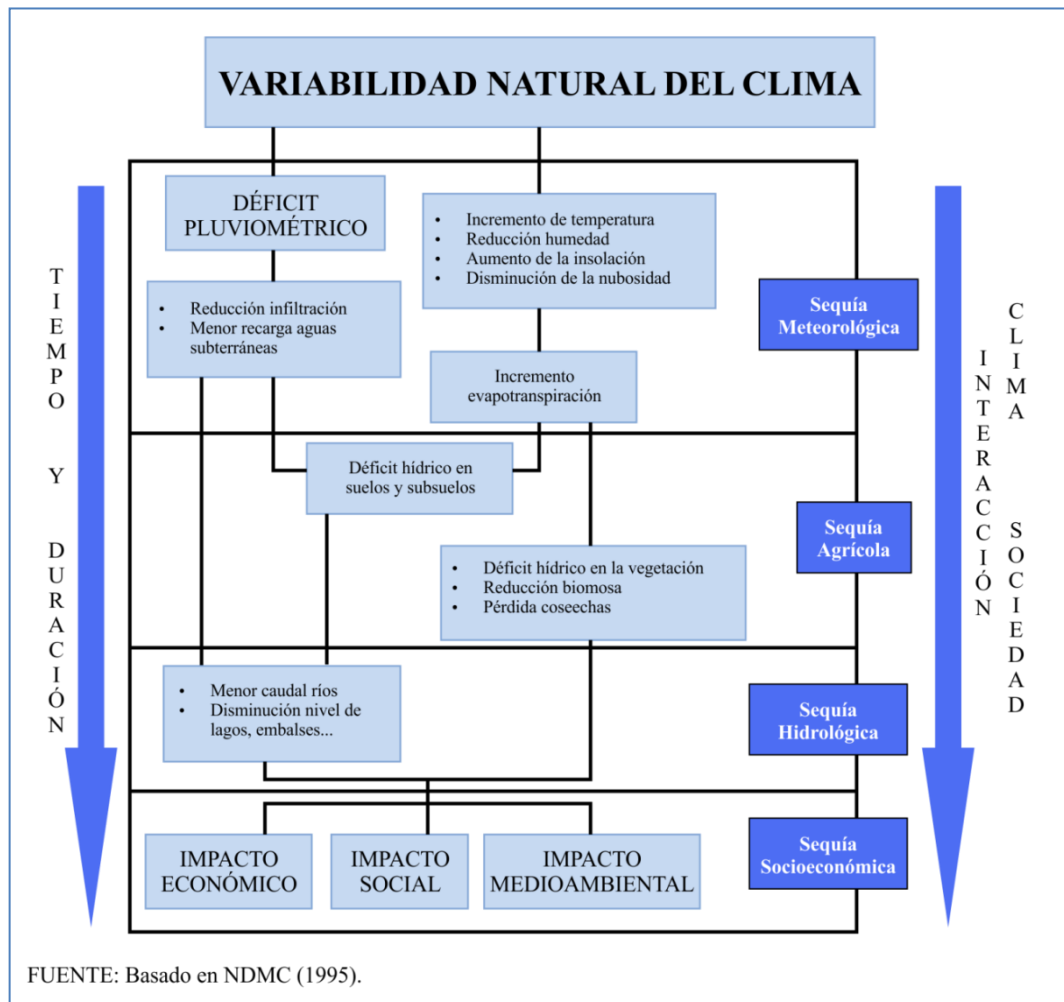 VARIABILIDAD NATURAL DEL CLIMA
DÉFICIT
PLUVIOMÉTRICO
• Incremento de temperatura
• Reducción humedad
• Aumento de la insolación
• Disminución de la nubosidad
• Reducción infiltración
• Menor recarga aguas
subterráneas
Incremento
evapotranspiración
Sequía
Meteorológica
Déficit hídrico en
suelos y subsuelos
• Déficit hídrico en la vegetación
• Reducción biomosa
• Pérdida coseechas
Sequía
Agrícola
• Menor caudal ríos
• Disminución nivel de
lagos, embalses...
Sequía
Hidrológica
IMPACTO
ECONÓMICO
IMPACTO
SOCIAL
IMPACTO
MEDIOAMBIENTAL
Sequía
Socioeconómica
TIEMPO Y DURACIÓN
INTERACCIÓN
CLIMA SOCIEDAD
FUENTE: Basado en NDMC (1995).